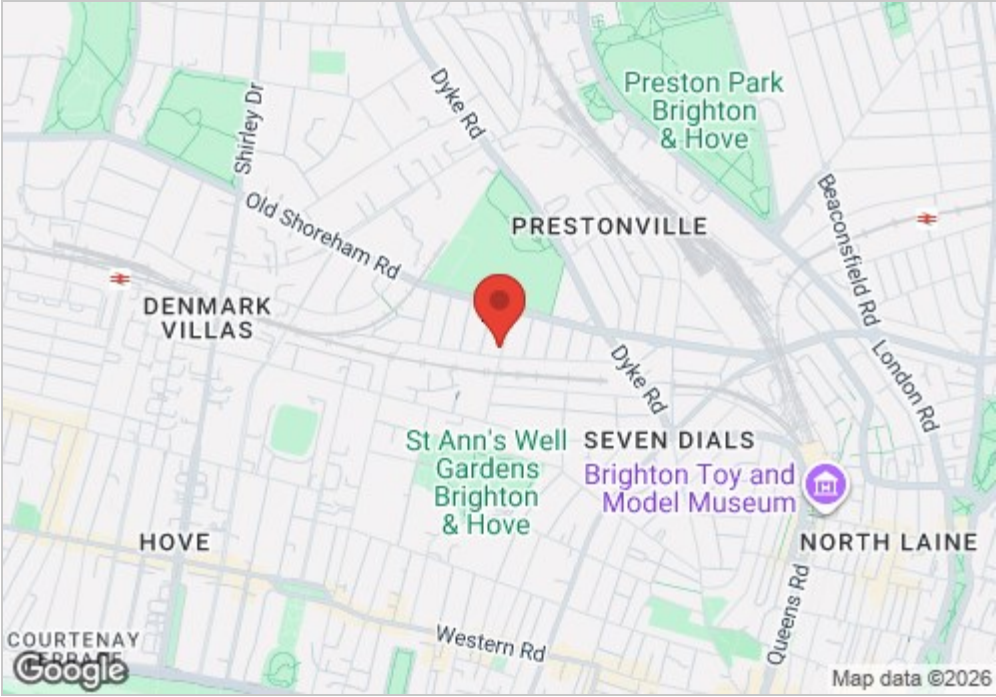 Preston Park
Brighton
& Hove
Dyke Rd
Shirley Dr
Old Shoreham Rd
PRESTONVILLE
Beaconsfield Rd
DENMARK
VILLAS
Dyke Rd
London Rd
St Ann's Well
Gardens
Brighton
& Hove
SEVEN DIALS
Brighton Toy and
Model Museum
HOVE
NORTH LAINE
Queens Rd
Western Rd
COURTENAY
TERRACE
Google
Map data ©2026